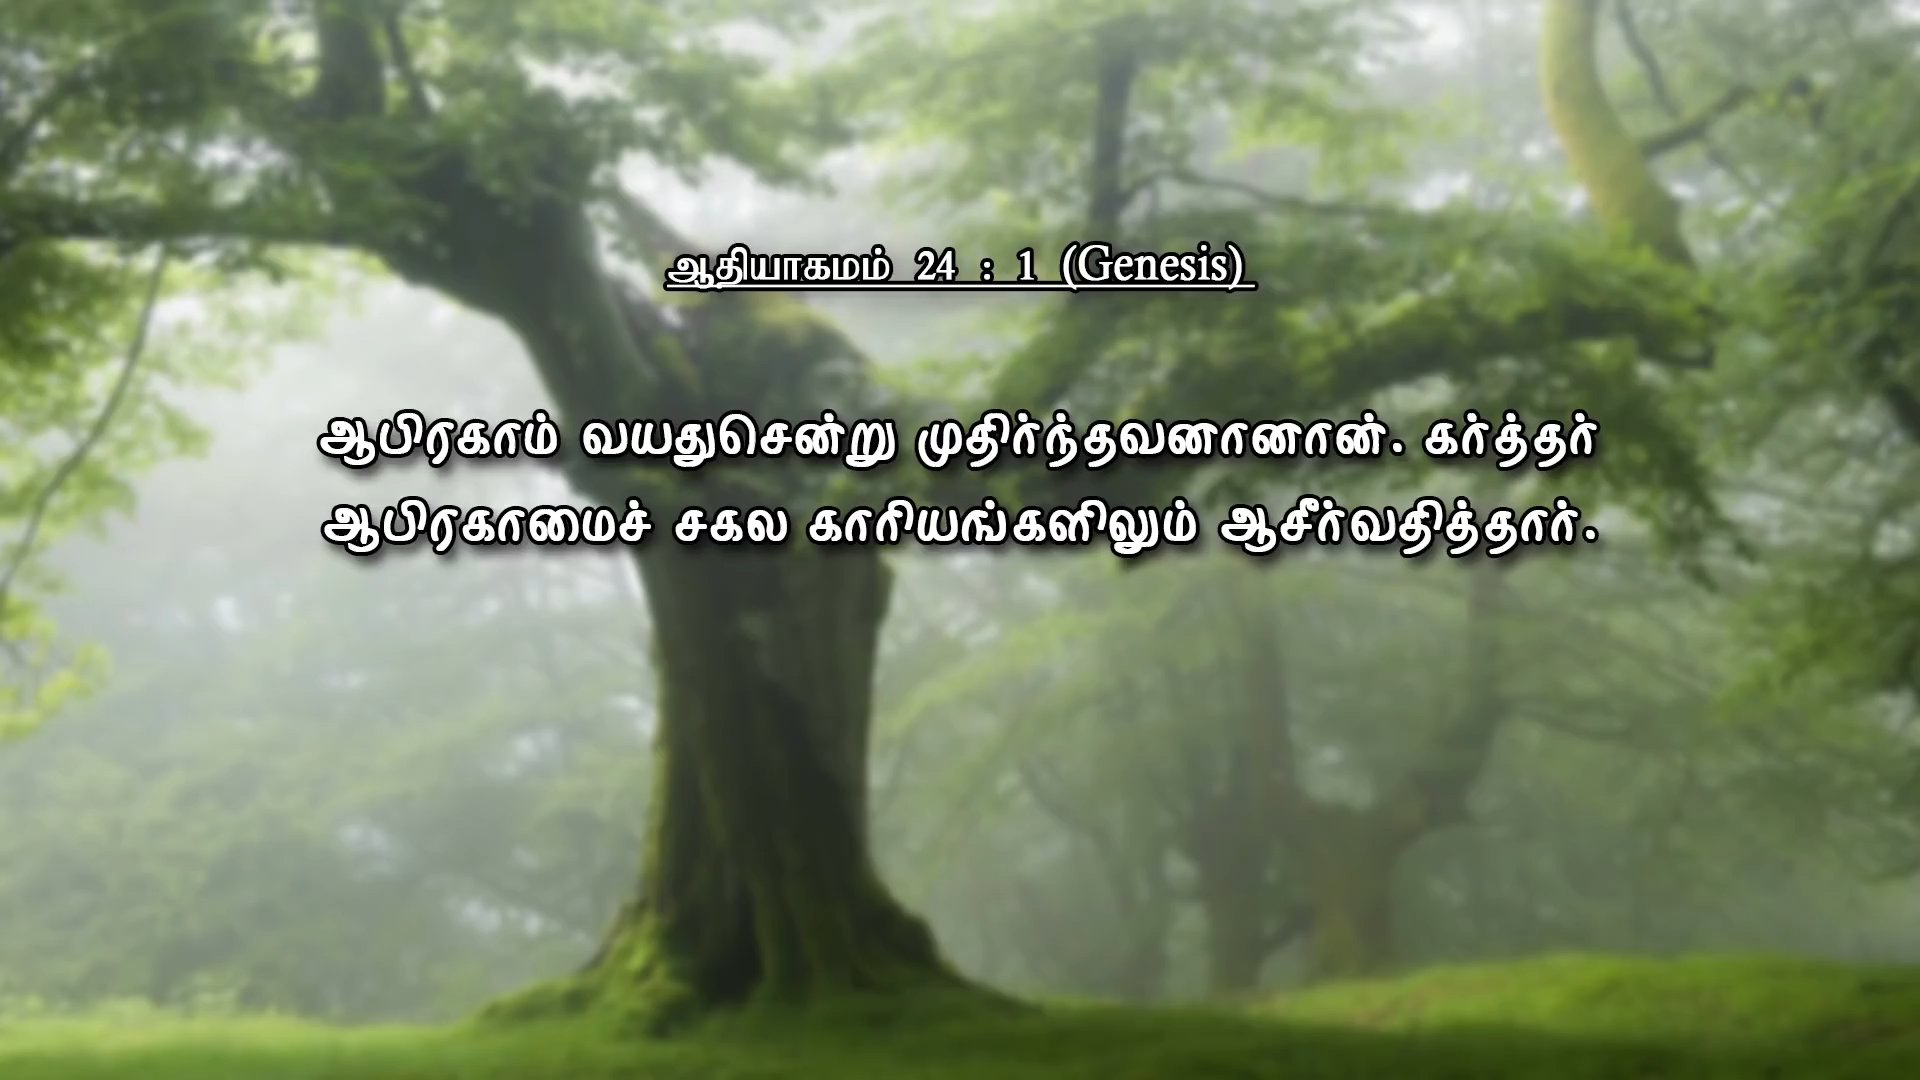 ஆதியாகமம் 24 : 1 (Genesis)
ஆபிரகாம் வயதுசென்று முதிர்ந்தவனானான். கர்த்தர்
ஆபிரகாமைச் சகல காரியங்களிலும் ஆசீர்வதித்தார்.